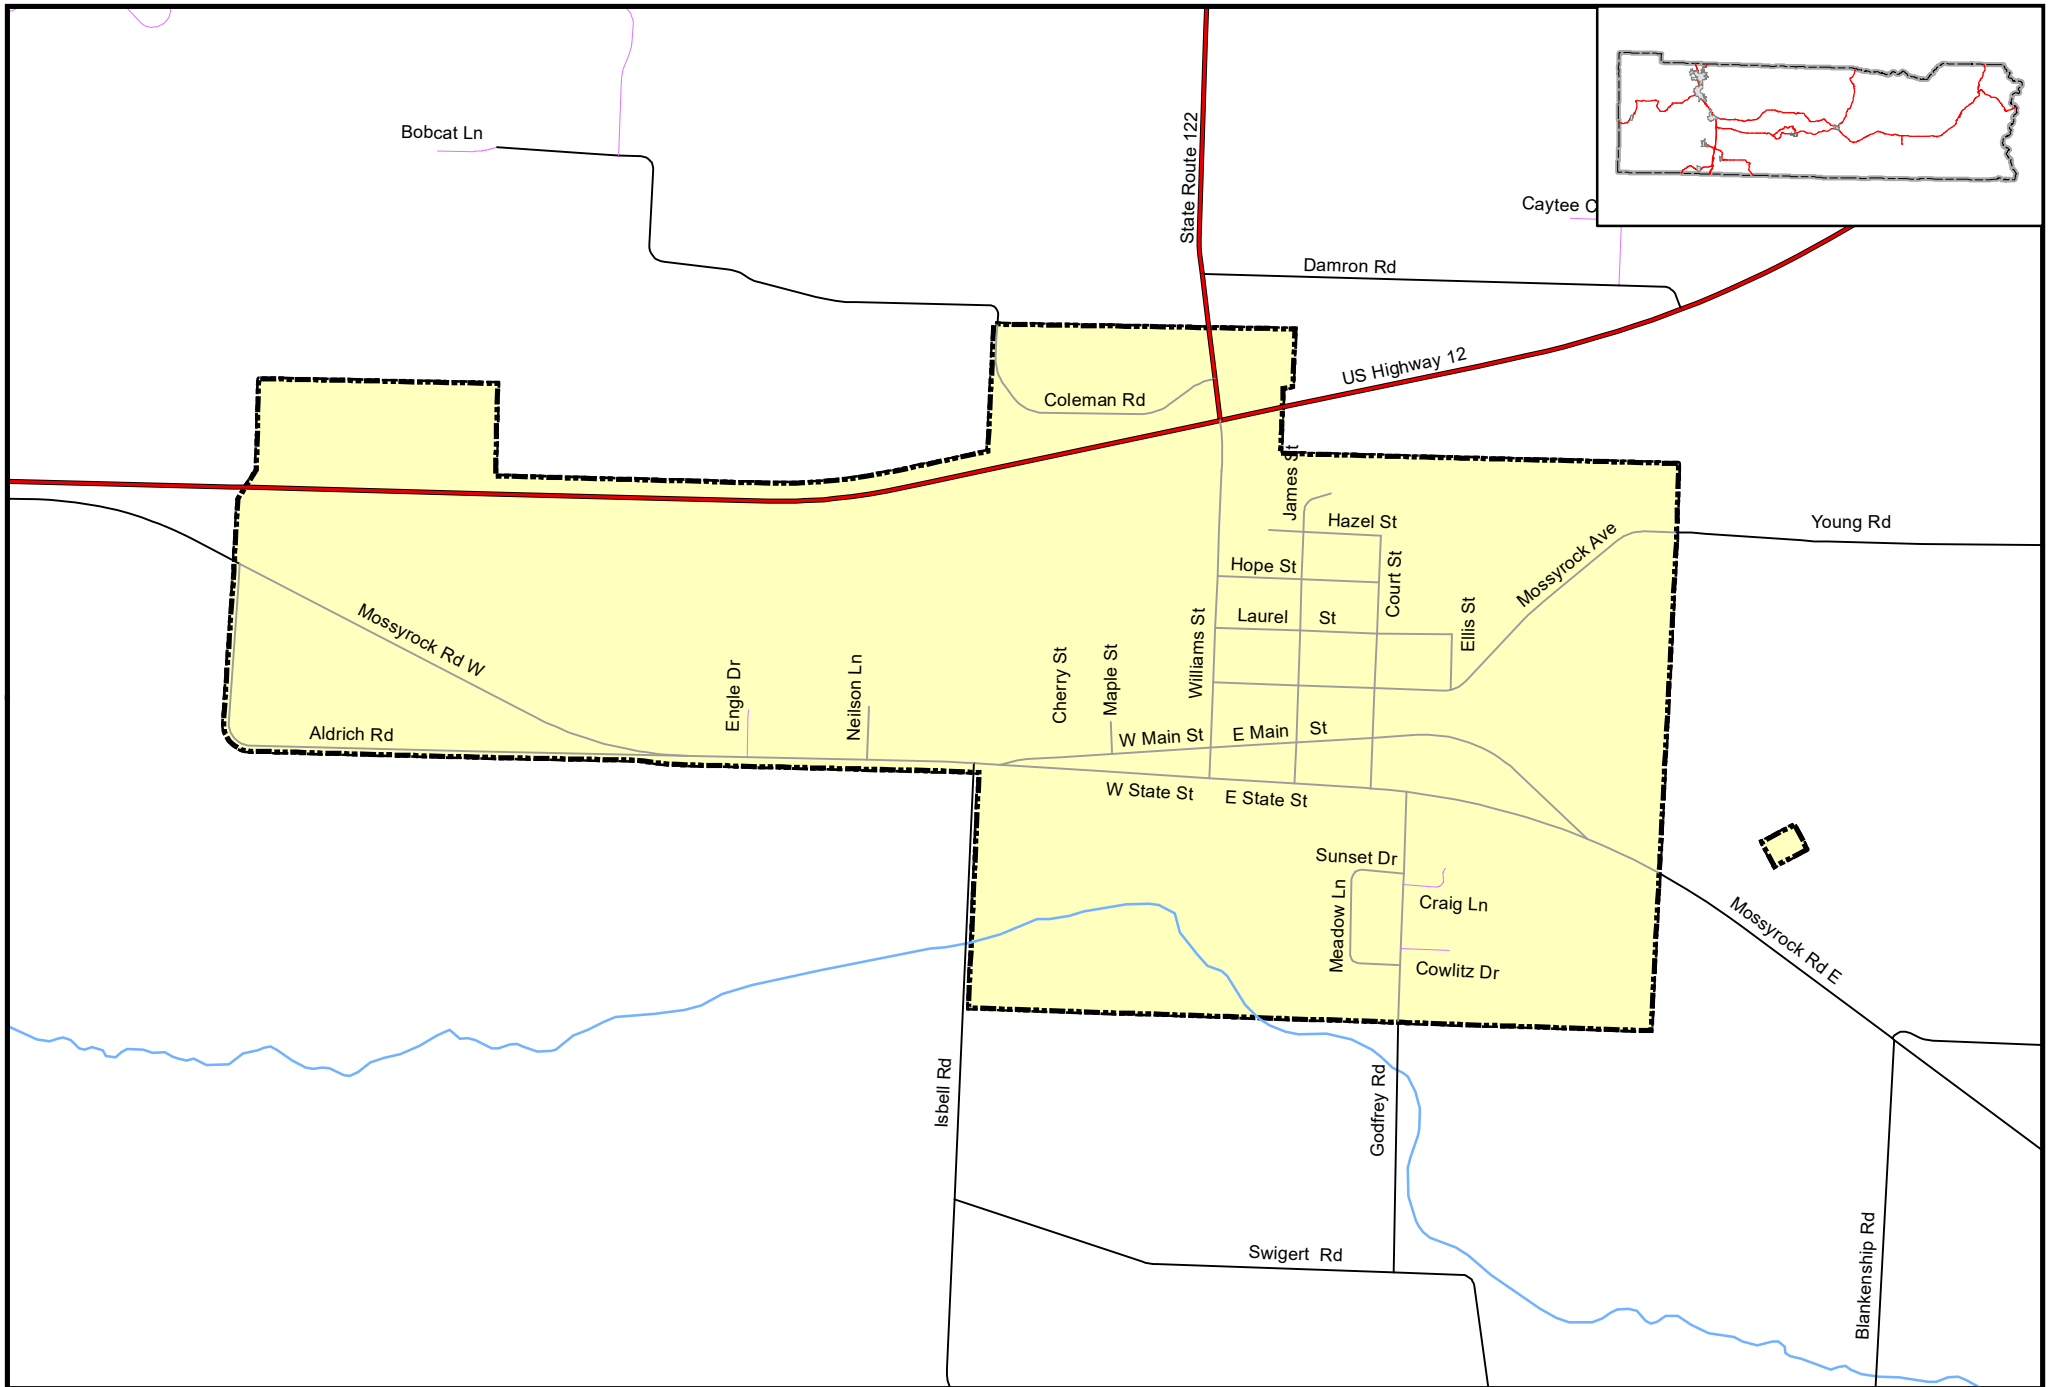 Bobcat Ln
State Route 122
Caytee C
Damron Rd
US Highway 12
Coleman Rd
James St
Hazel St
Young Rd
Mossyrock Ave
Hope St
Court St
Laurel St
Ellis St
Williams St
Mossyrock Rd W
Engle Dr
Neilson Ln
Cherry St
Maple St
Aldrich Rd
W Main St
E Main St
W State St
E State St
Sunset Dr
Meadow Ln
Craig Ln
Cowlitz Dr
Mossyrock Rd E
Isbell Rd
Godfrey Rd
Swigert Rd
Blankenship Rd